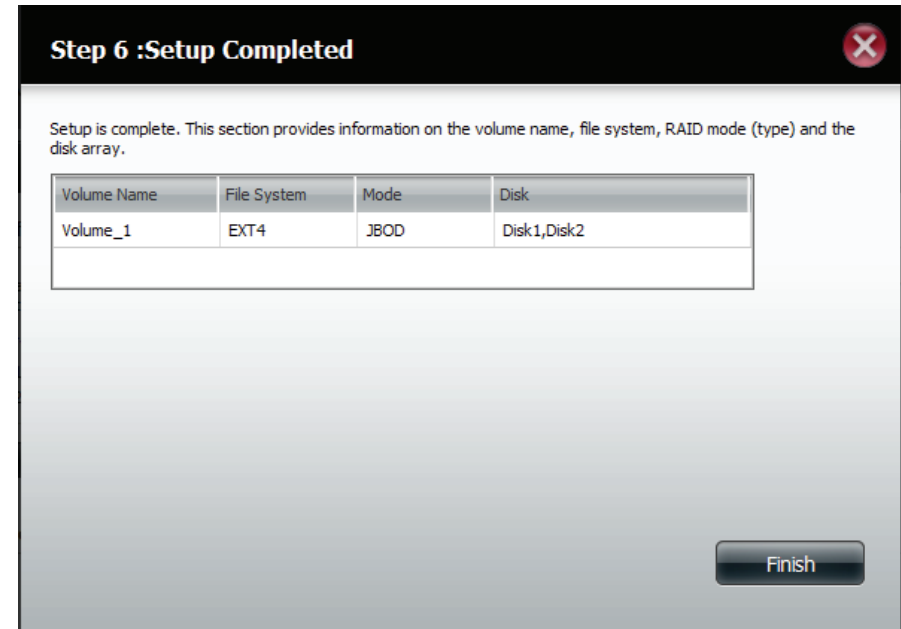 Step 6 :Setup Completed
Setup is complete. This section provides information on the volume name, file system, RAID mode (type) and the
disk array.
Volume Name File System Mode Disk
Volume_1 EXT4 JBOD Disk1,Disk2
Finish